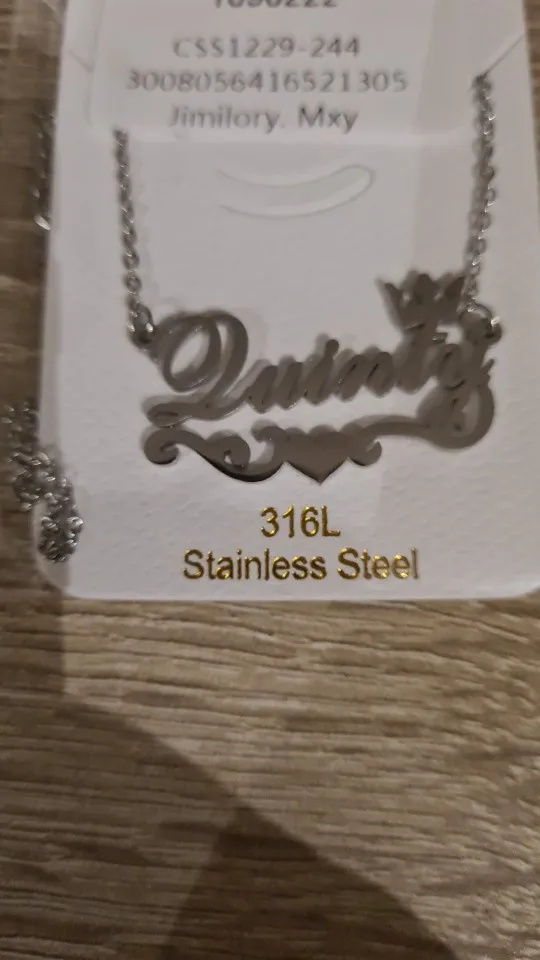 CSS1229-244
3008056416521305
Jimilory. Mxy
Quinty
316L
Stainless Steel